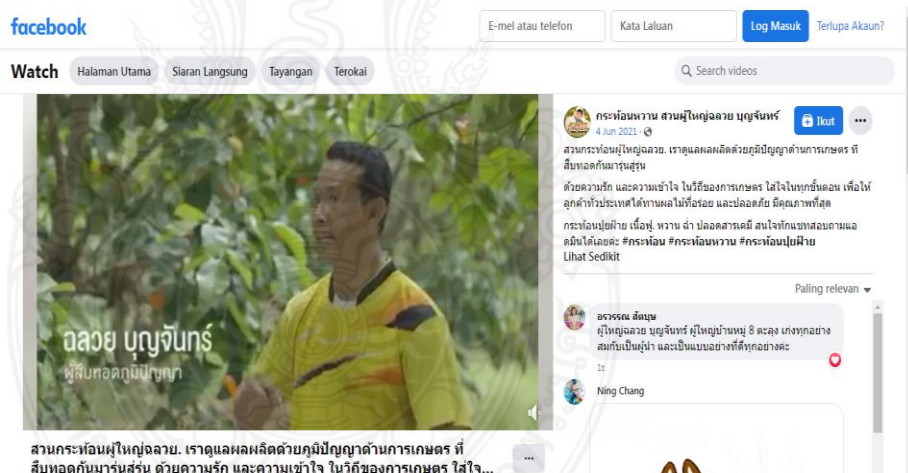 facebook
E-mel atau telefon
Kata Laluan
Log Masuk
Terlupa Akaun?
Watch
Halaman Utama
Siaran Langsung
Tayangan
Terokai
Search videos
ฉลวย บุญจันทร์
ผู้สืบทอดภูมิปัญญา
สวนกระท้อนผู้ใหญ่ฉลวย. เราดูแลผลผลิตด้วยภูมิปัญญาด้านการเกษตร ที่
สืบทอดกันมารุ่นสู่รุ่น ด้วยความรัก และความเข้าใจ ในวิถีของการเกษตร ใส่ใจ...
กระท้อนหวาน สวนผู้ใหญ่ฉลวย บุญจันทร์
Ikut
4 Jun 2021
สวนกระท้อนผู้ใหญ่ฉลวย. เราดูแลผลผลิตด้วยภูมิปัญญาด้านการเกษตร ที่
สืบทอดกันมารุ่นสู่รุ่น
ด้วยความรัก และความเข้าใจ ในวิถีของการเกษตร ใส่ใจในทุกขั้นตอน เพื่อให้
ลูกค้าทั่วประเทศได้ทานผลไม้ที่อร่อย และปลอดภัย มีคุณภาพที่สุด
กระท้อนปุยฝ้าย เนื้อฟู. หวาน ฉ่ำ ปลอดสารเคมี สนใจทักแชทสอบถามแอ
ดมินได้เลยค่ะ #กระท้อน #กระท้อนหวาน #กระท้อนปุยฝ้าย
Lihat Sedikit
Paling relevan
อรวรรณ สัตบุษ
ผู้ใหญ่ฉลวย บุญจันทร์ ผู้ใหญ่บ้านหมู่ 8 ตะลุง เก่งทุกอย่าง
สมกับเป็นผู้นำ และเป็นแบบอย่างที่ดีทุกอย่างค่ะ
1t
Ning Chang